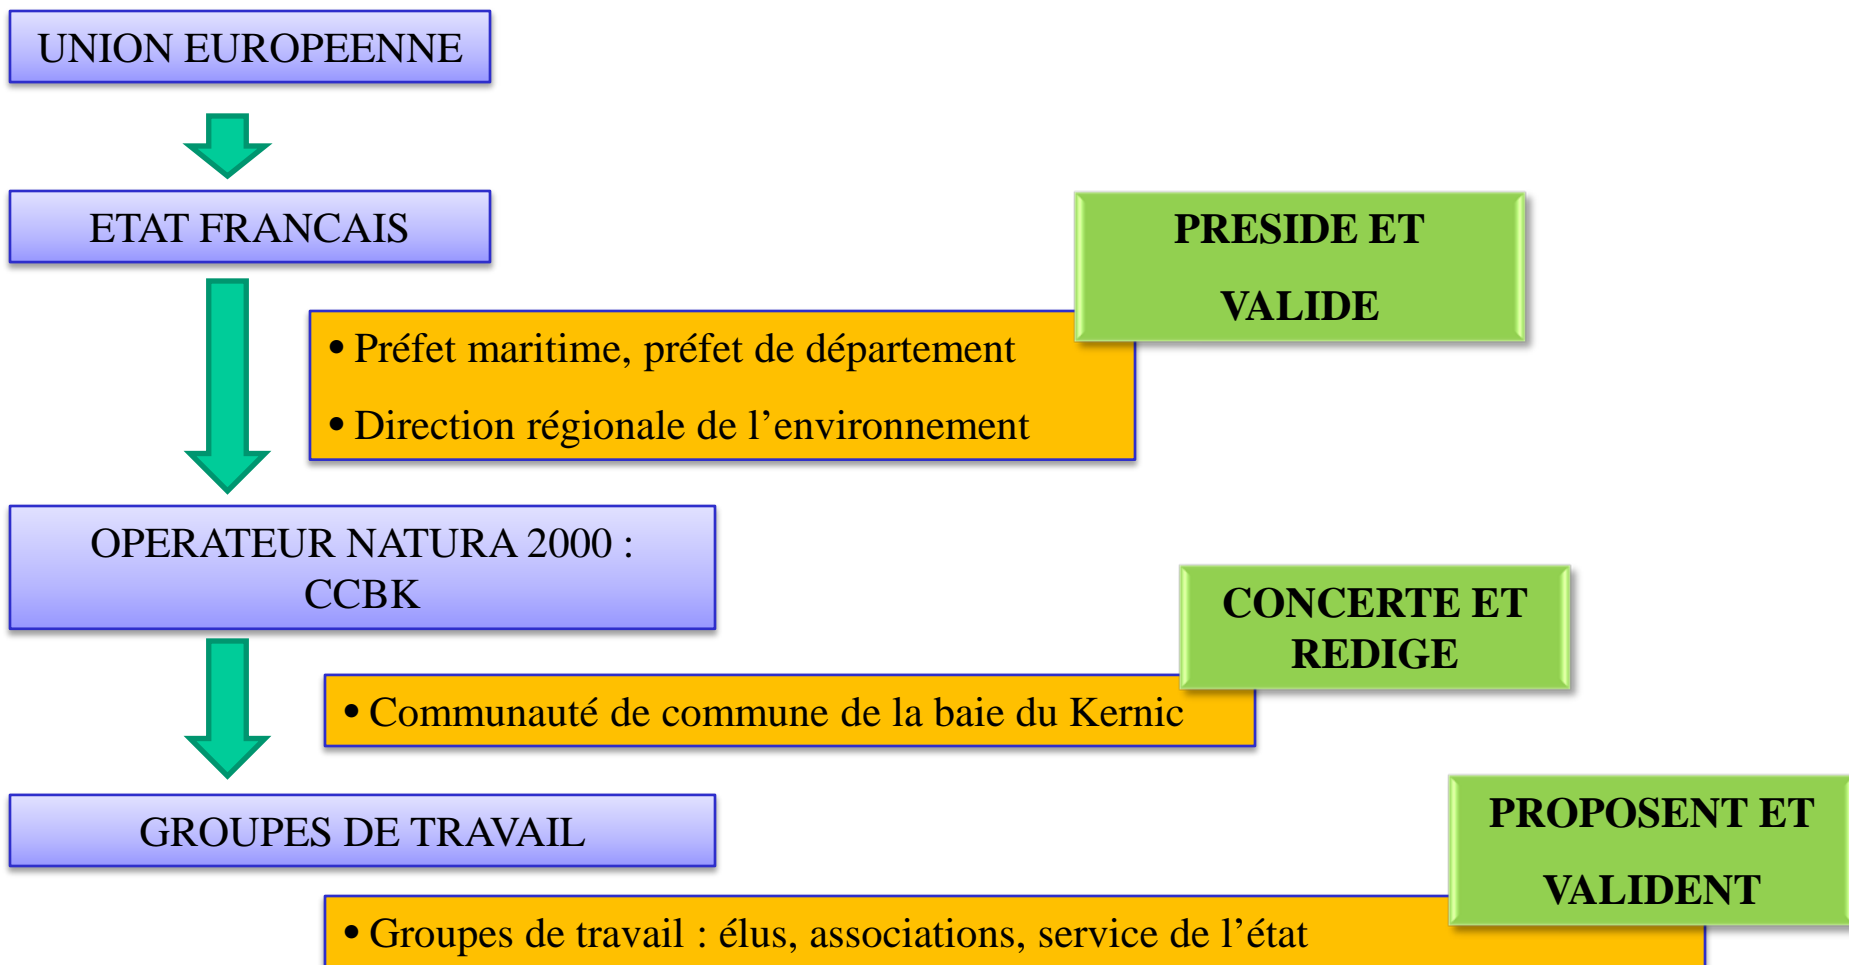 UNION EUROPEENNE
ETAT FRANCAIS
PRESIDE ET
VALIDE
• Préfet maritime, préfet de département
• Direction régionale de l’environnement
OPERATEUR NATURA 2000 :
CCBK
CONCERTE ET
REDIGE
• Communauté de commune de la baie du Kernic
GROUPES DE TRAVAIL
PROPOSENT ET
VALIDENT
• Groupes de travail : élus, associations, service de l’état